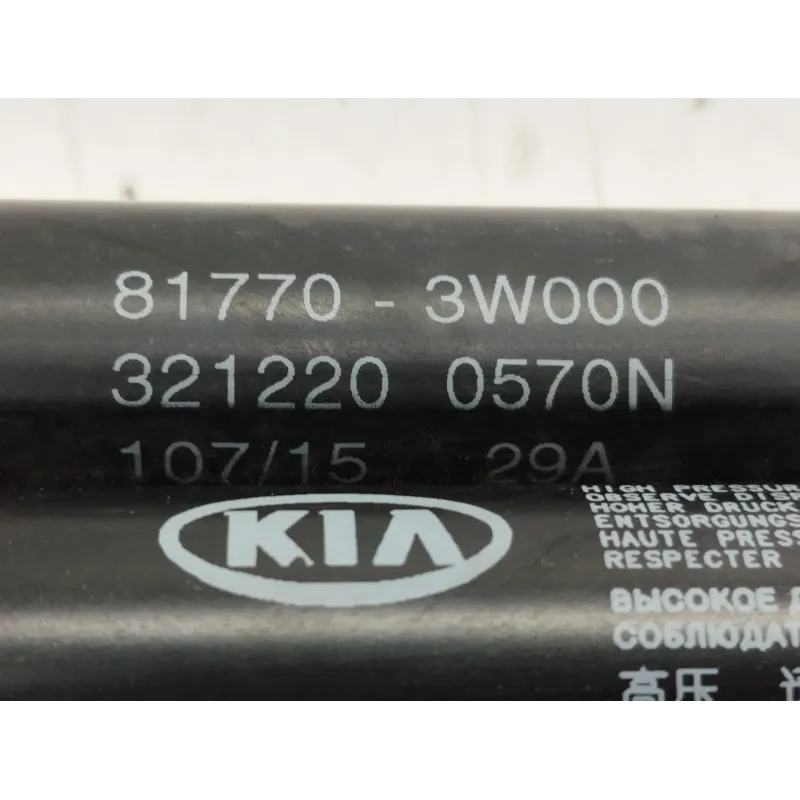 81770 - 3W000
321220 0570N
107/15 29A
KIA
HIGH PRESSUR
OBSERVE DISP
HOHER DRUCK
ENTSORGUNGS
HAUTE PRESS
RESPECTER
ВЫСОКОЕ
СОБЛЮДАТ
高压